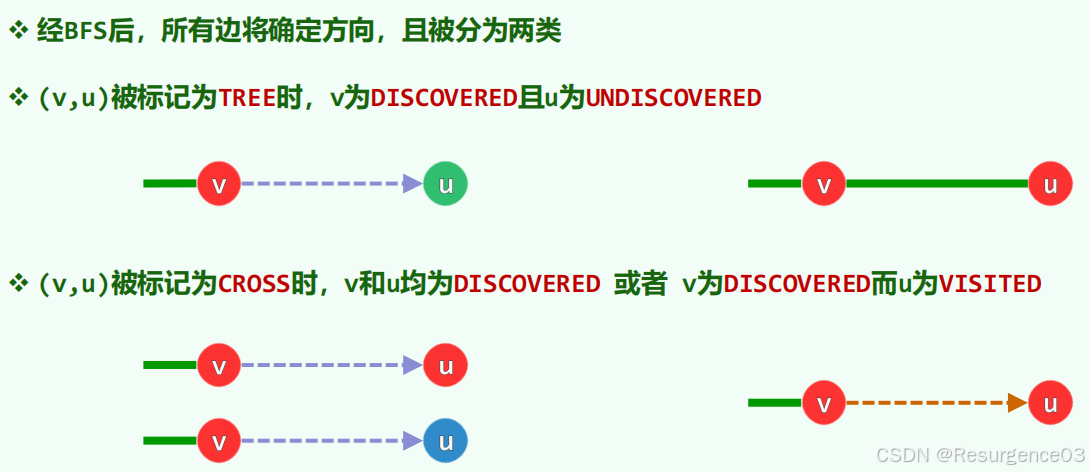 ❖ 经BFS后，所有边将确定方向，且被分为两类
❖ (v,u)被标记为TREE时，v为DISCOVERED且u为UNDISCOVERED
v u v u
❖ (v,u)被标记为CROSS时，v和u均为DISCOVERED 或者 v为DISCOVERED而u为VISITED
v u
v u
v u
CSDN @Resurgence03